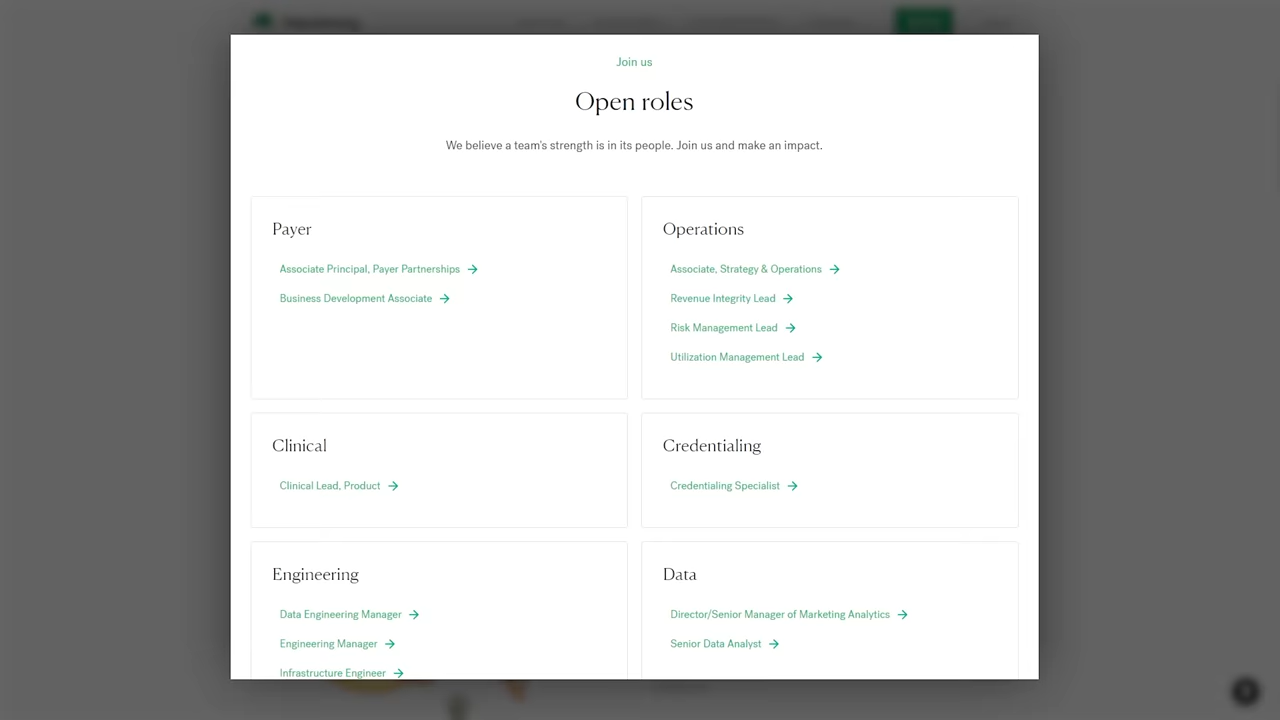 Join us
Open roles
We believe a team's strength is in its people. Join us and make an impact.
Payer
Associate Principal, Payer Partnerships
Business Development Associate
Operations
Associate, Strategy & Operations
Revenue Integrity Lead
Risk Management Lead
Utilization Management Lead
Clinical
Clinical Lead, Product
Credentialing
Credentialing Specialist
Engineering
Data Engineering Manager
Engineering Manager
Infrastructure Engineer
Data
Director/Senior Manager of Marketing Analytics
Senior Data Analyst